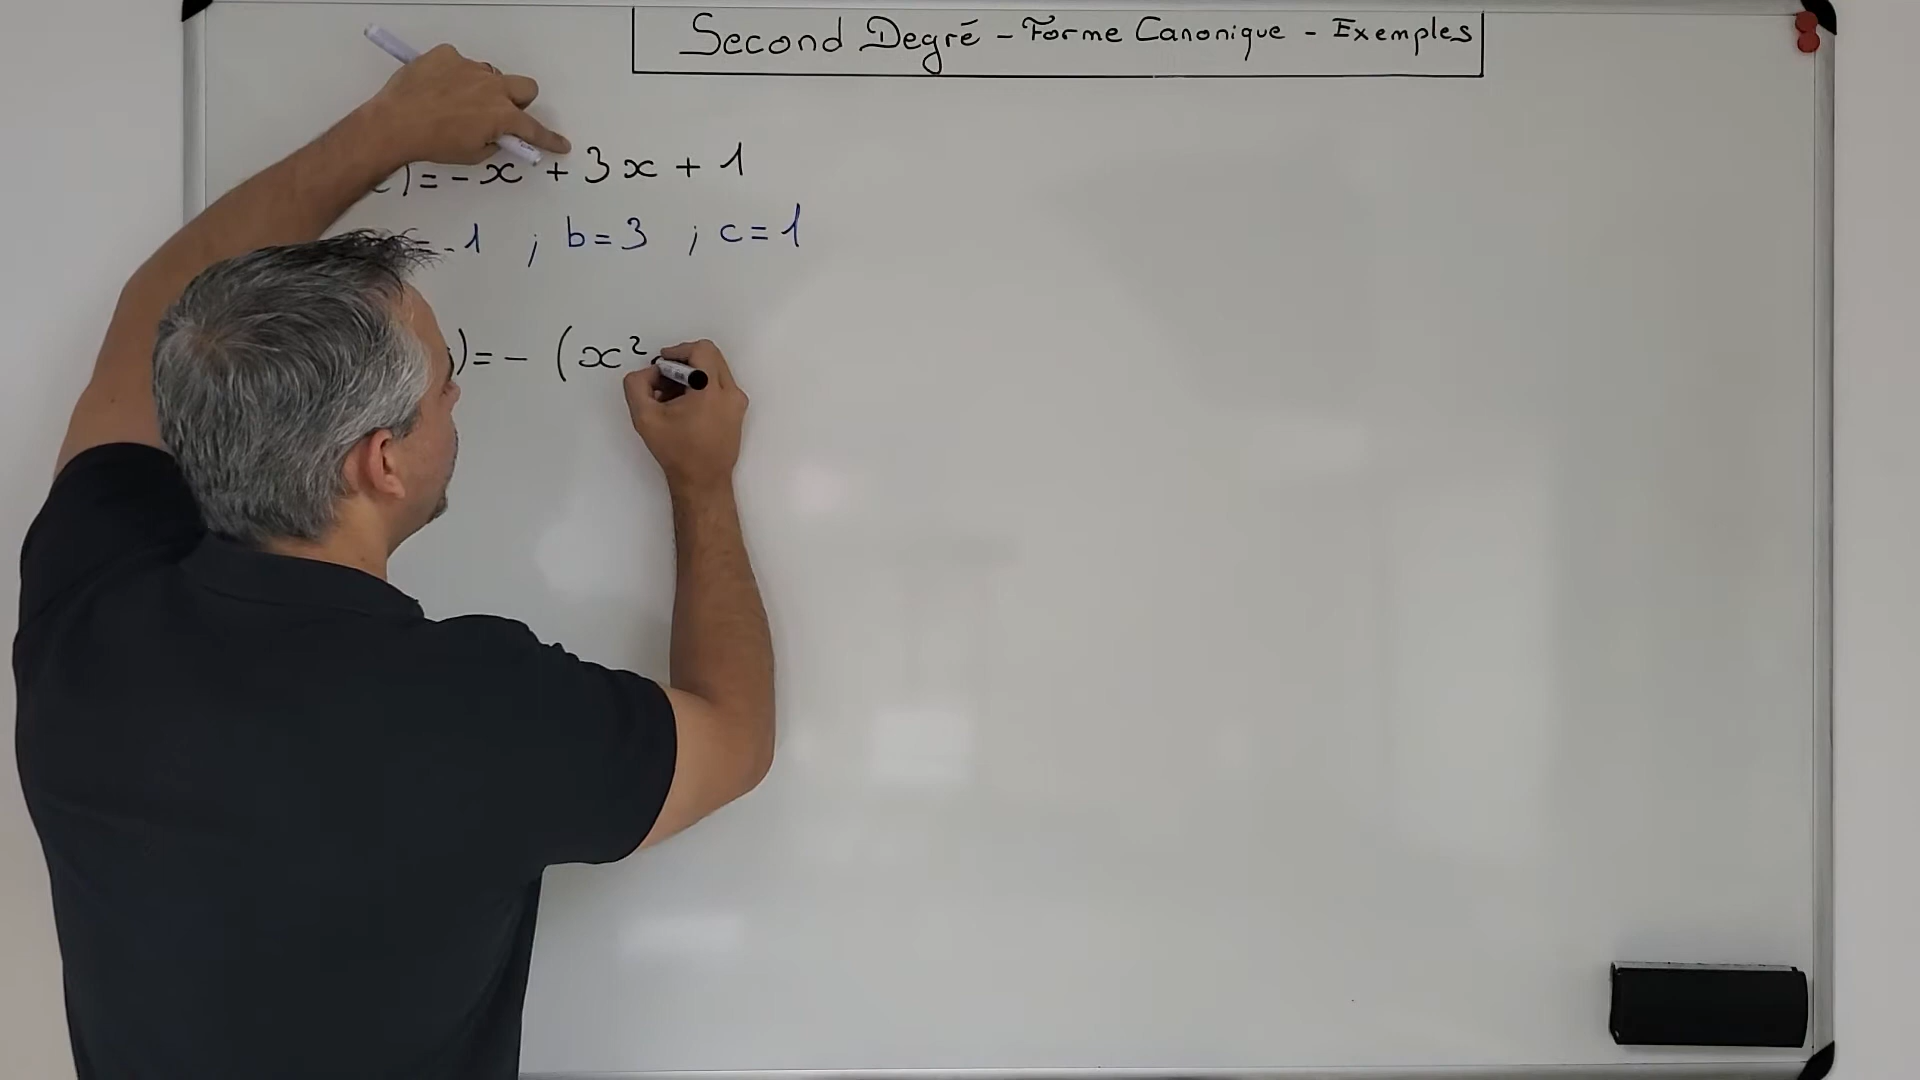 Second Degré - Forme Canonique - Exemples
) = - x + 3x + 1
= -1 ; b = 3 ; c = 1
) = - (x²